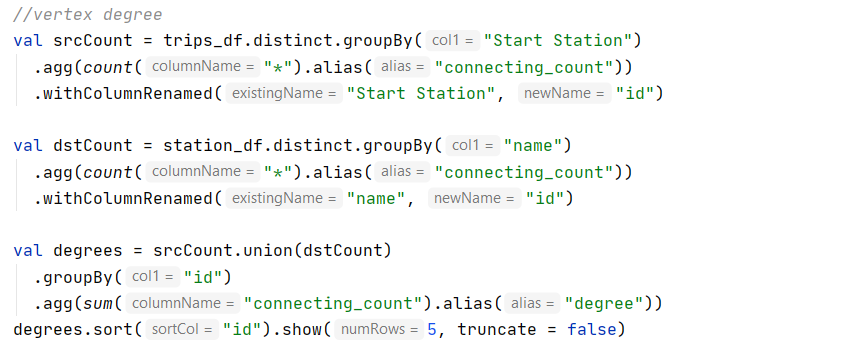 //vertex degree
val srcCount = trips_df.distinct.groupBy( col1 = "Start Station")
  .agg(count( columnName = "*").alias( alias = "connecting_count"))
  .withColumnRenamed( existingName = "Start Station", newName = "id")

val dstCount = station_df.distinct.groupBy( col1 = "name")
  .agg(count( columnName = "*").alias( alias = "connecting_count"))
  .withColumnRenamed( existingName = "name", newName = "id")

val degrees = srcCount.union(dstCount)
  .groupBy( col1 = "id")
  .agg(sum( columnName = "connecting_count").alias( alias = "degree"))
degrees.sort( sortCol = "id").show( numRows = 5, truncate = false)